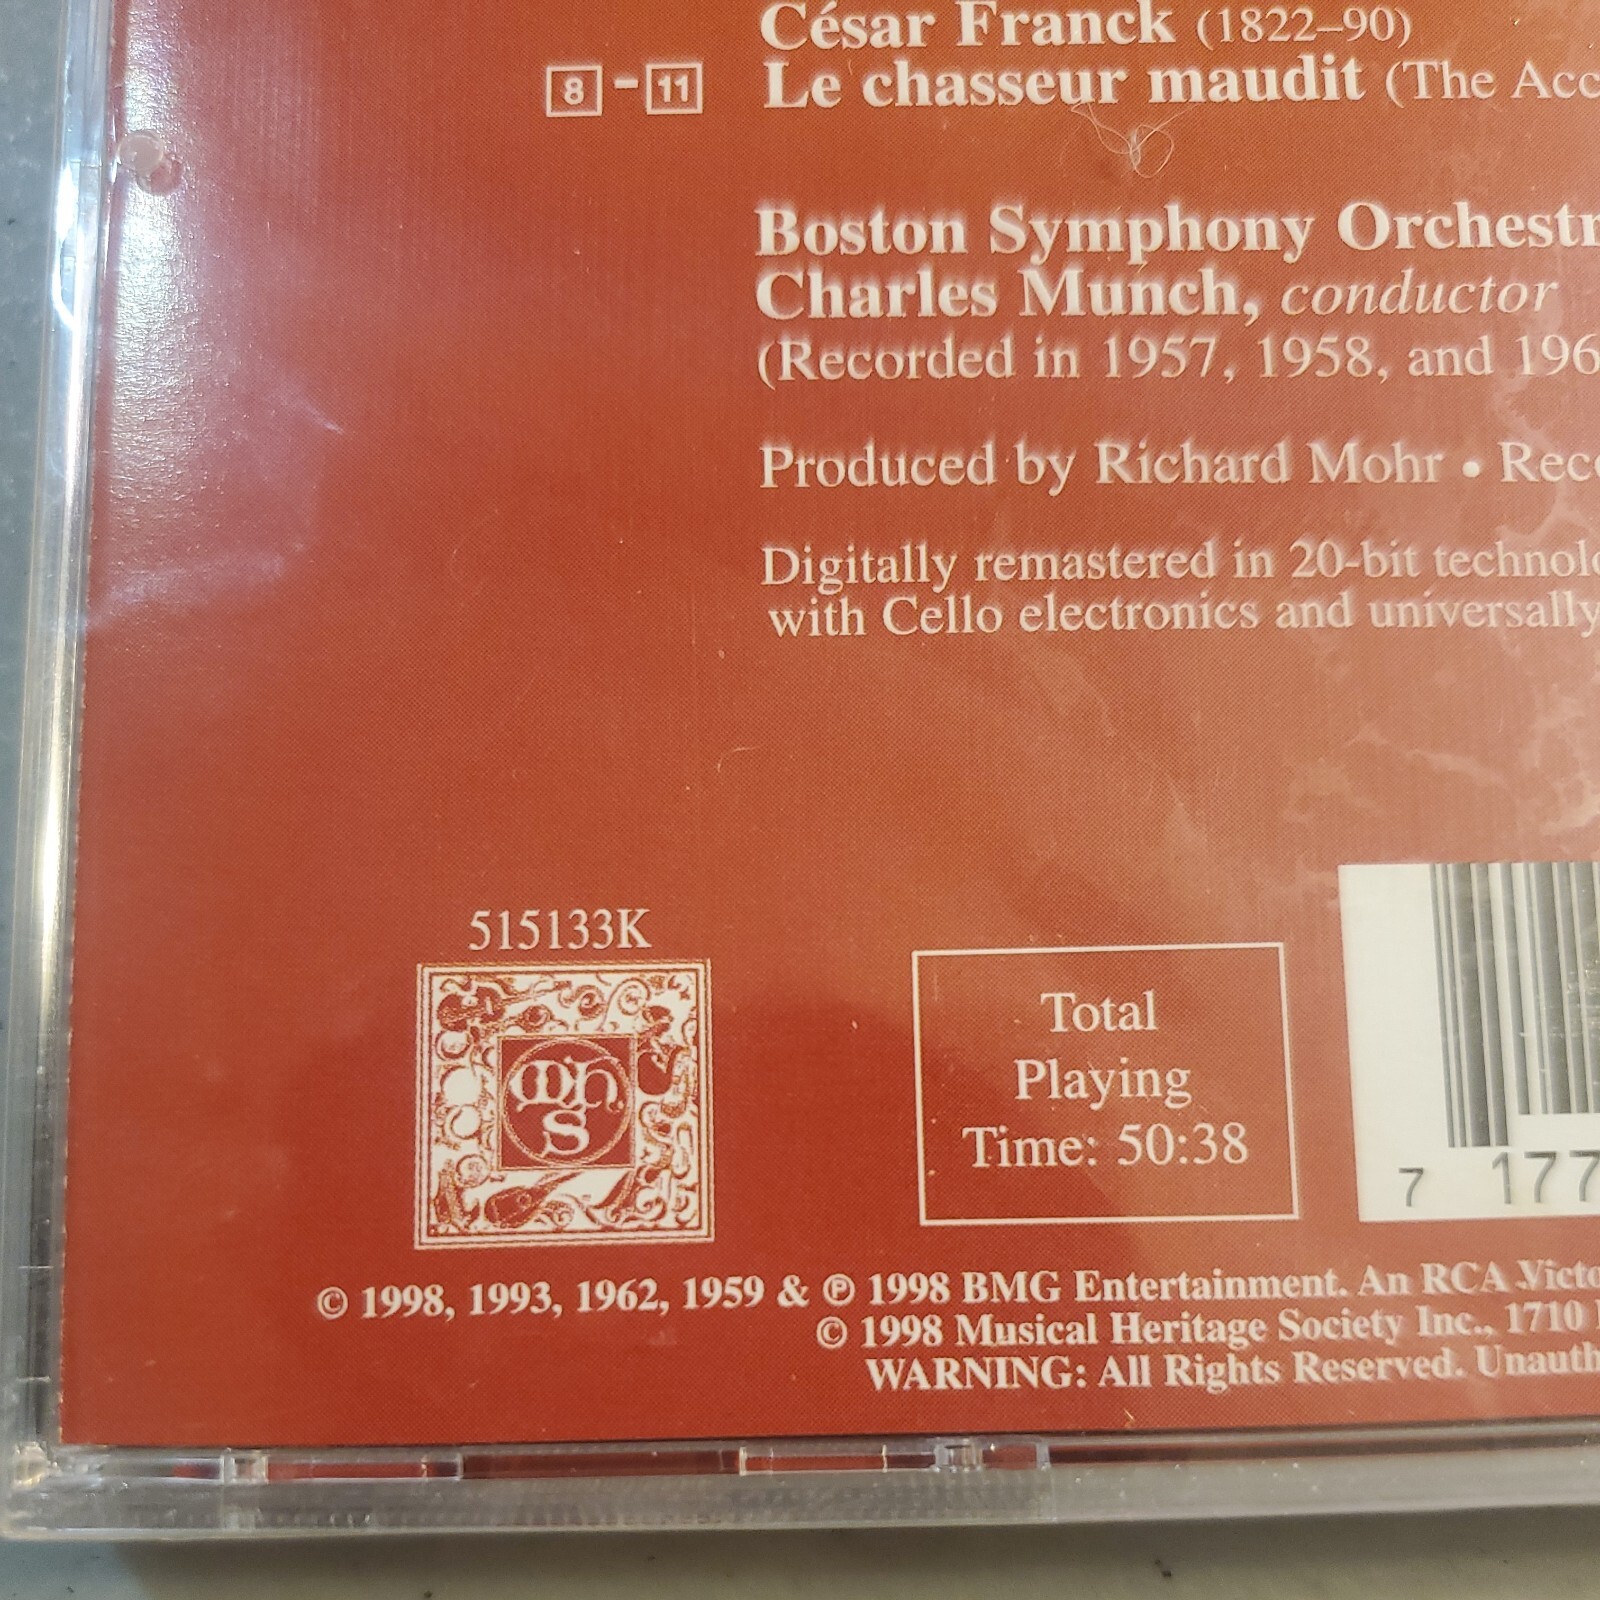 César Franck (1822–90)
8 - 11 Le chasseur maudit (The Acc
Boston Symphony Orchestr
Charles Munch, conductor
(Recorded in 1957, 1958, and 196
Produced by Richard Mohr • Rec
Digitally remastered in 20-bit technolo
with Cello electronics and universally
515133K
mh
s
Total
Playing
Time: 50:38
7 177
© 1998, 1993, 1962, 1959 & ℗ 1998 BMG Entertainment. An RCA Victo
© 1998 Musical Heritage Society Inc., 1710
WARNING: All Rights Reserved. Unauth